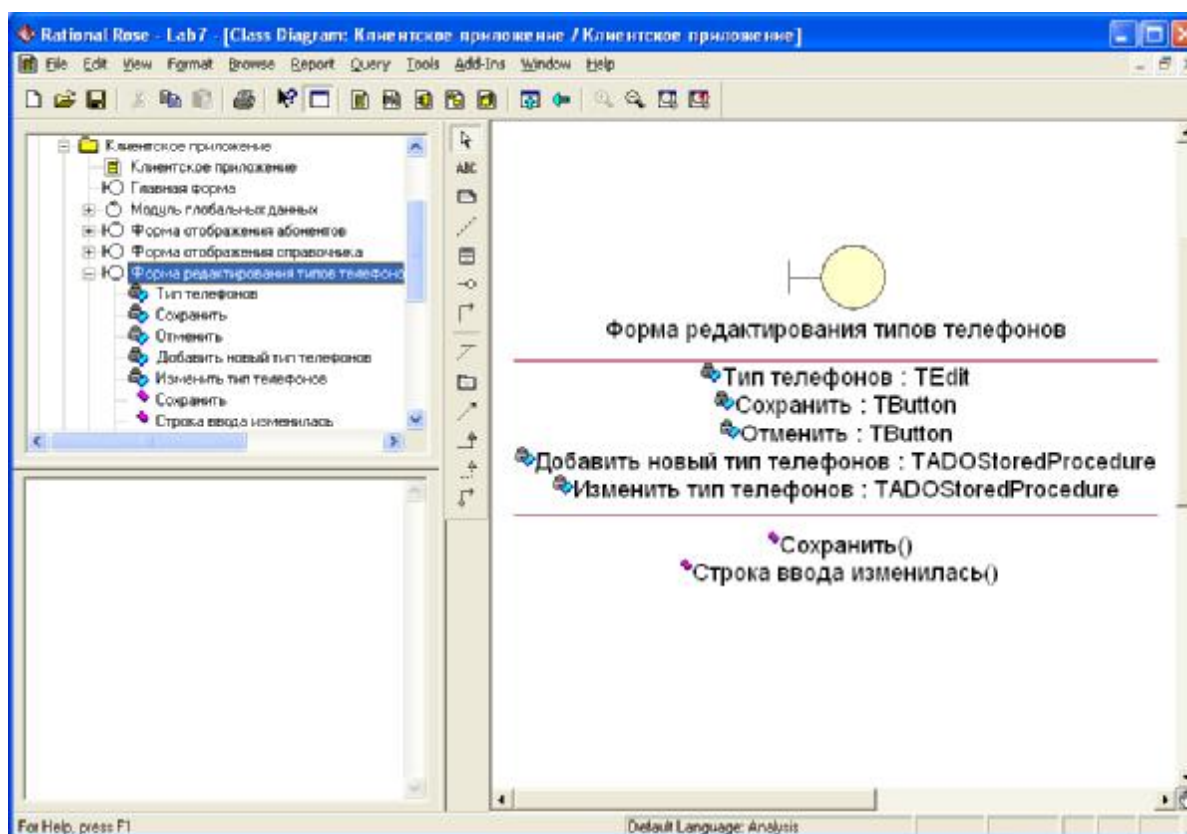 Rational Rose - Lab7 - [Class Diagram: Клиентское приложение / Клиентское приложение]
File Edit View Format Browse Report Query Tools Add-Ins Window Help
Клиентское приложение
Клиентское приложение
Главная форма
Модуль глобальных данных
Форма отображения абонентов
Форма отображения справочника
Форма редактирования типов телефоно
Тип телефонов
Сохранить
Отменить
Добавить новый тип телефонов
Изменить тип телефонов
Сохранить
Строка ввода изменилась
ABC
Форма редактирования типов телефонов
Тип телефонов : TEdit
Сохранить : TButton
Отменить : TButton
Добавить новый тип телефонов : TADOStoredProcedure
Изменить тип телефонов : TADOStoredProcedure
Сохранить()
Строка ввода изменилась()
For Help, press F1
Default Language: Analysis